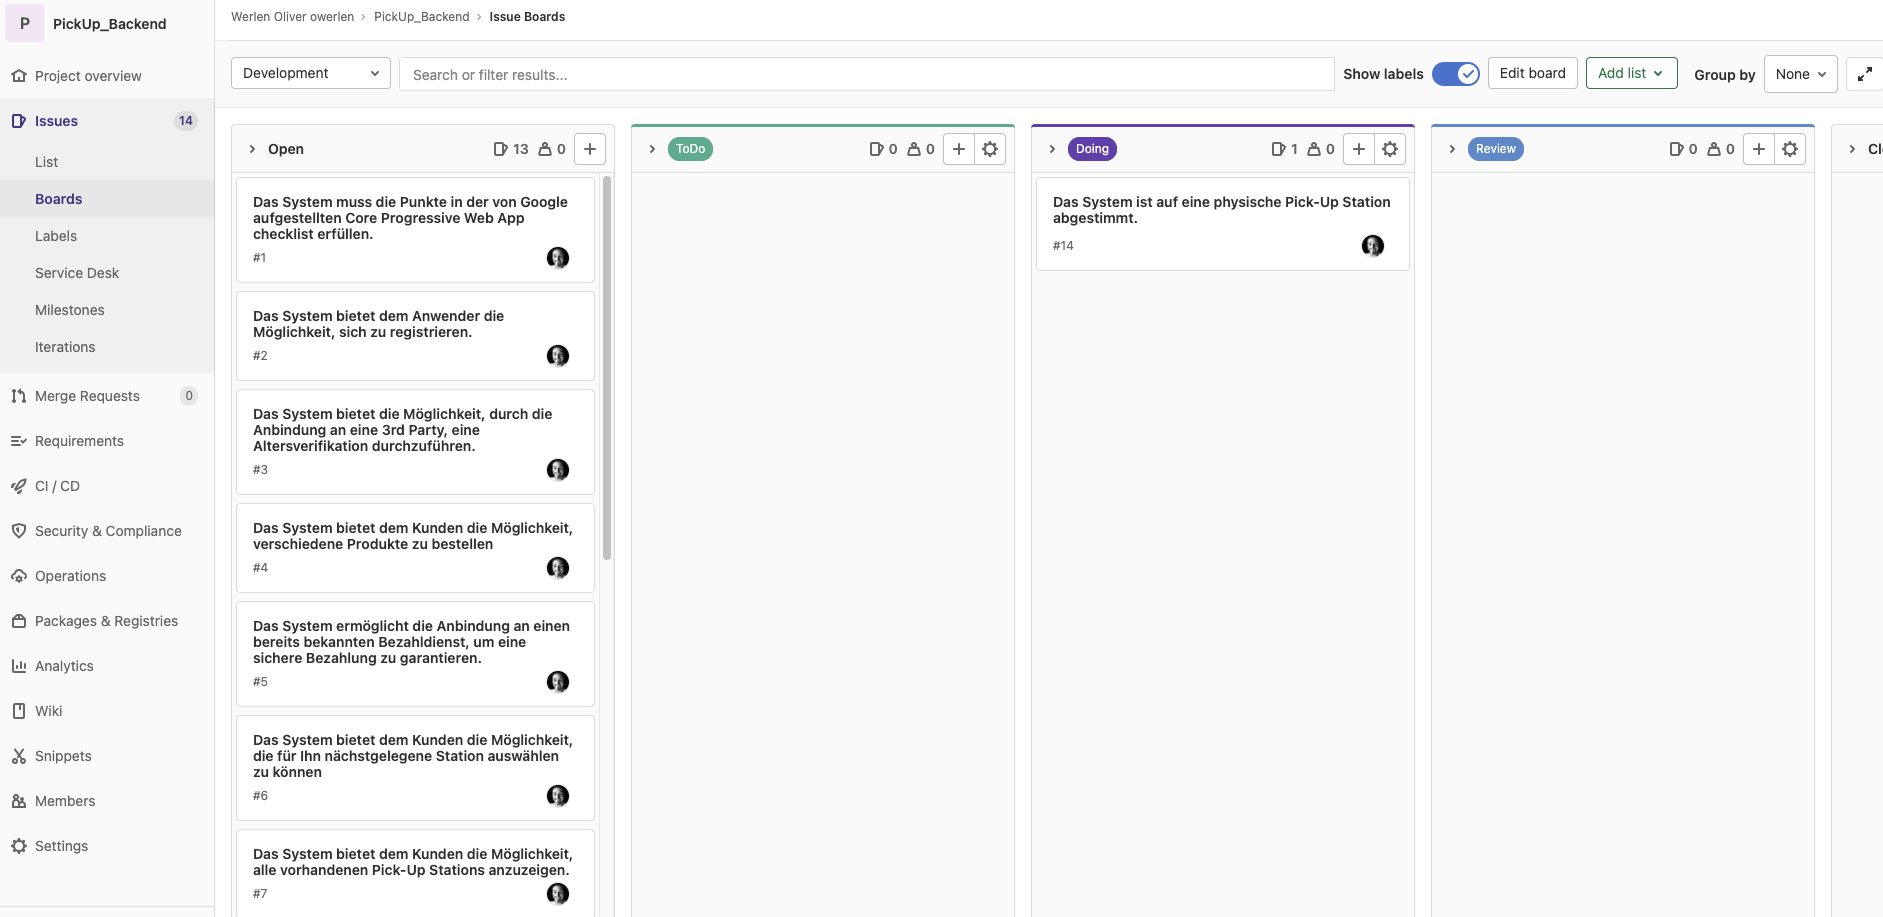 P PickUp_Backend
Project overview
Issues 14
List
Boards
Labels
Service Desk
Milestones
Iterations
Merge Requests 0
Requirements
CI / CD
Security & Compliance
Operations
Packages & Registries
Analytics
Wiki
Snippets
Members
Settings
Werlen Oliver owerlen › PickUp_Backend › Issue Boards
Development
Search or filter results...
Show labels
Edit board
Add list
Group by
None
Open 13 0
Das System muss die Punkte in der von Google
aufgestellten Core Progressive Web App
checklist erfüllen.
#1
Das System bietet dem Anwender die
Möglichkeit, sich zu registrieren.
#2
Das System bietet die Möglichkeit, durch die
Anbindung an eine 3rd Party, eine
Altersverifikation durchzuführen.
#3
Das System bietet dem Kunden die Möglichkeit,
verschiedene Produkte zu bestellen
#4
Das System ermöglicht die Anbindung an einen
bereits bekannten Bezahldienst, um eine
sichere Bezahlung zu garantieren.
#5
Das System bietet dem Kunden die Möglichkeit,
die für Ihn nächstgelegene Station auswählen
zu können
#6
Das System bietet dem Kunden die Möglichkeit,
alle vorhandenen Pick-Up Stations anzuzeigen.
#7
ToDo 0 0
Doing 1 0
Das System ist auf eine physische Pick-Up Station
abgestimmt.
#14
Review 0 0
Cl